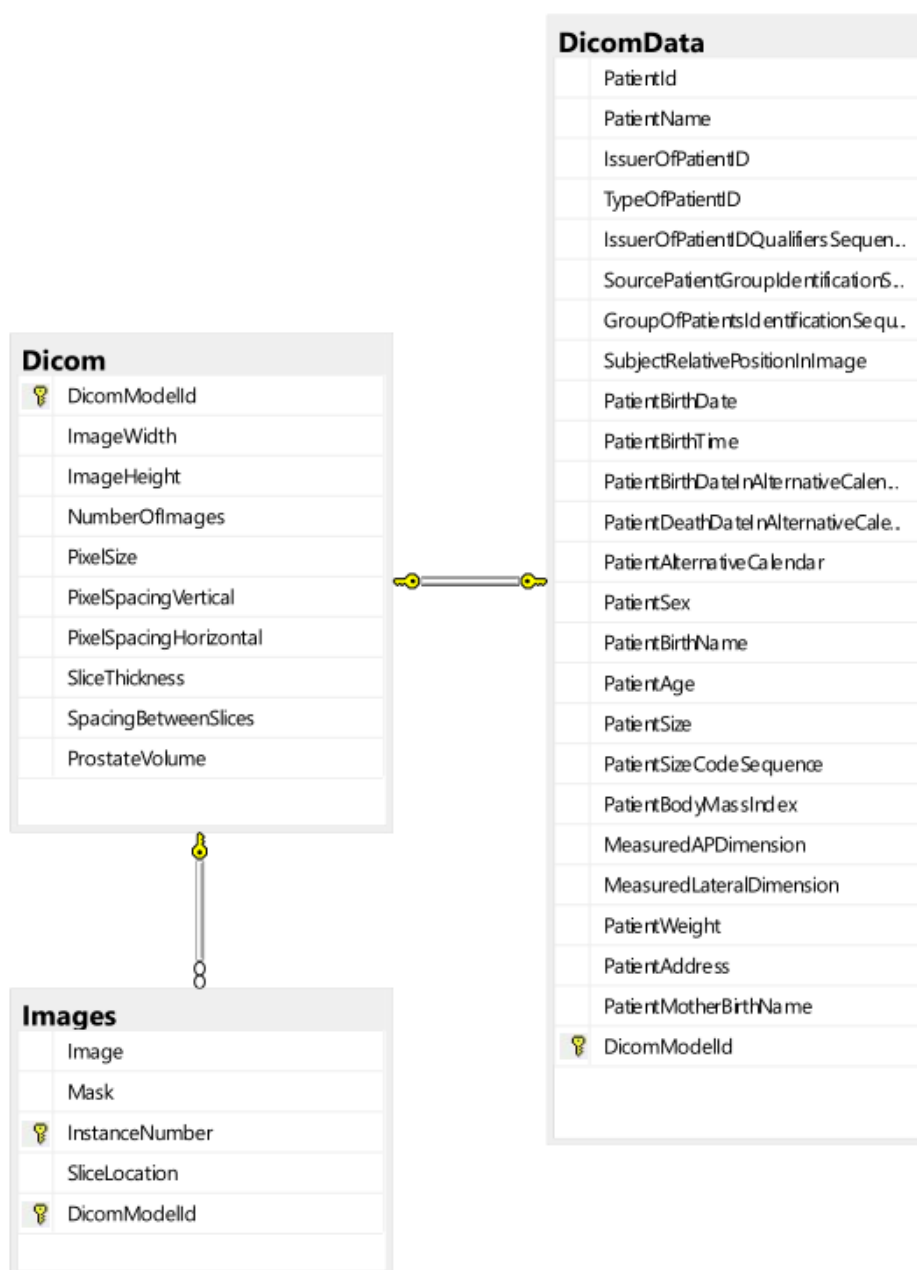 DicomData
PatientId
PatientName
IssuerOfPatientID
TypeOfPatientID
IssuerOfPatientIDQualifiersSequen...
SourcePatientGroupIdentificationS...
GroupOfPatientsIdentificationSequ...
SubjectRelativePositionInImage
PatientBirthDate
PatientBirthTime
PatientBirthDateInAlternativeCalen...
PatientDeathDateInAlternativeCale...
PatientAlternativeCalendar
PatientSex
PatientBirthName
PatientAge
PatientSize
PatientSizeCodeSequence
PatientBodyMassIndex
MeasuredAPDimension
MeasuredLateralDimension
PatientWeight
PatientAddress
PatientMotherBirthName
DicomModelId
Dicom
DicomModelId
ImageWidth
ImageHeight
NumberOfImages
PixelSize
PixelSpacingVertical
PixelSpacingHorizontal
SliceThickness
SpacingBetweenSlices
ProstateVolume
Images
Image
Mask
InstanceNumber
SliceLocation
DicomModelId